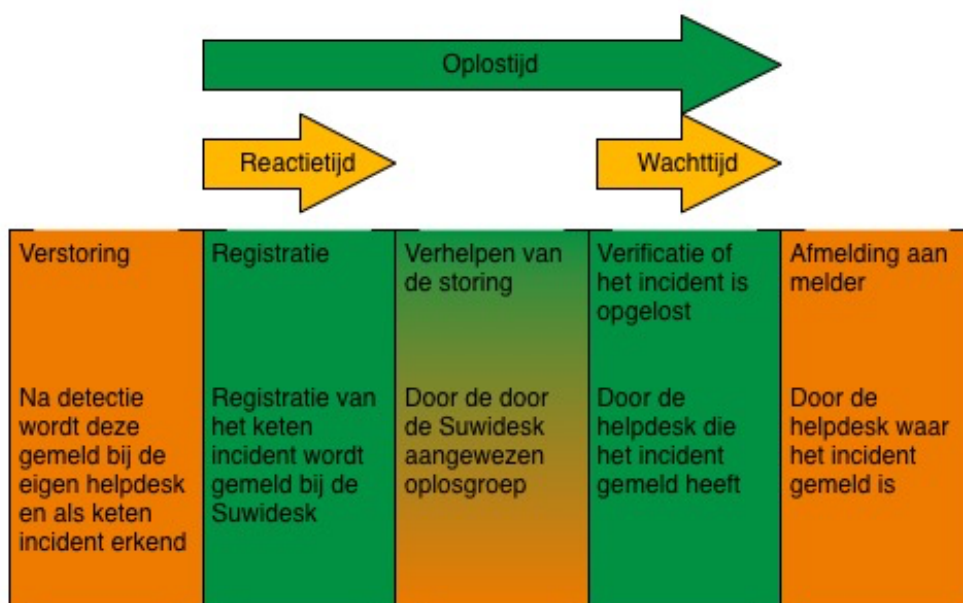 Oplostijd
Reactietijd
Wachttijd
Verstoring
Registratie
Verhelpen van
de storing
Verificatie of
het incident is
opgelost
Afmelding aan
melder
Na detectie
wordt deze
gemeld bij de
eigen helpdesk
en als keten
incident erkend
Registratie van
het keten
incident wordt
gemeld bij de
Suwidesk
Door de door
de Suwidesk
aangewezen
oplosgroep
Door de
helpdesk die
het incident
gemeld heeft
Door de
helpdesk waar
het incident
gemeld is